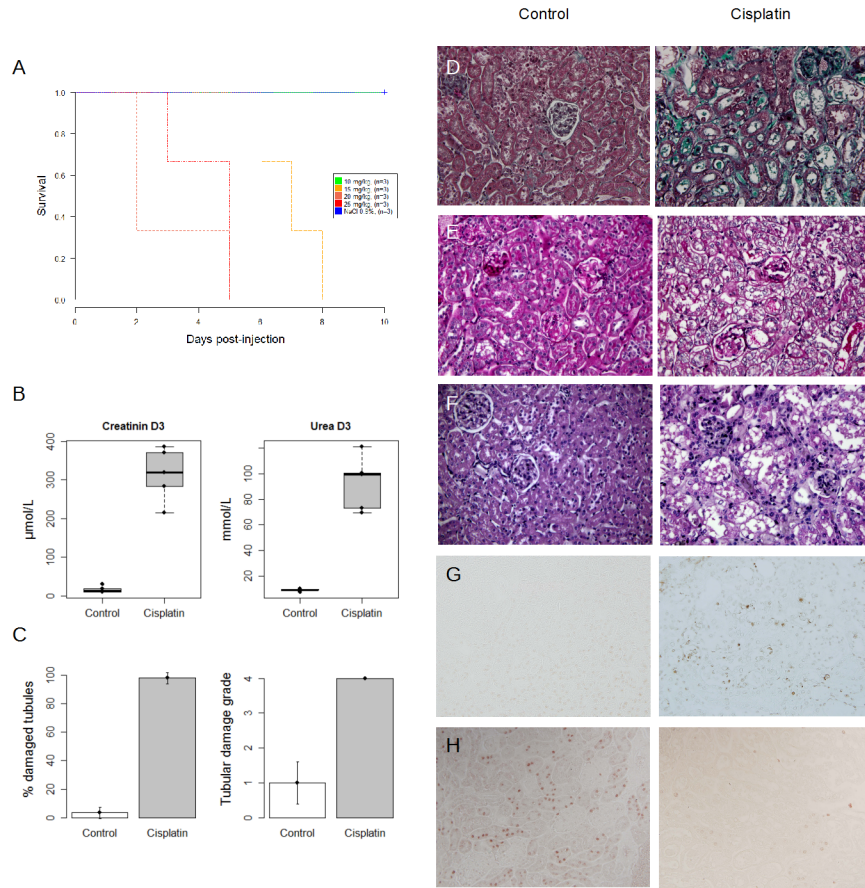 Control
Cisplatin
A
Survival
1.0
0.8
0.6
0.4
0.2
0.0
0
2
4
6
8
10
Days post-injection
10 mg/kg, (n=3)
15 mg/kg, (n=3)
20 mg/kg, (n=3)
25 mg/kg, (n=3)
NaCl 0.9%, (n=3)
B
Creatinin D3
µmol/L
400
300
200
100
0
Control
Cisplatin
Urea D3
mmol/L
100
80
60
40
20
Control
Cisplatin
C
% damaged tubules
100
80
60
40
20
0
Control
Cisplatin
Tubular damage grade
4
3
2
1
0
Control
Cisplatin
D
E
F
G
H